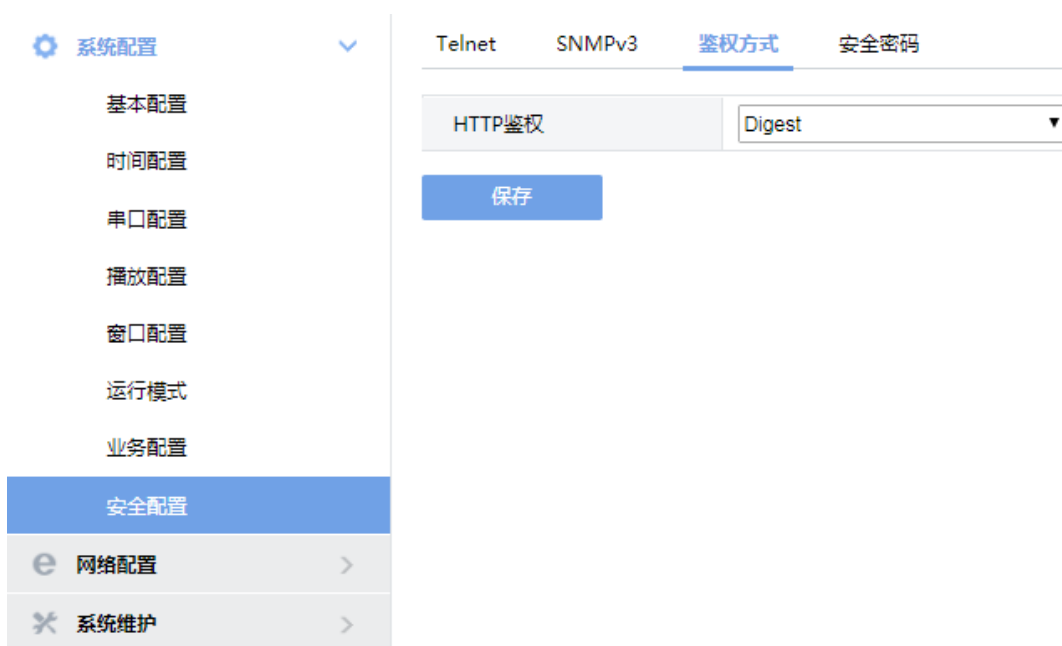 系统配置
基本配置
时间配置
串口配置
播放配置
窗口配置
运行模式
业务配置
安全配置
网络配置
系统维护
Telnet SNMPv3 鉴权方式 安全密码
HTTP鉴权 Digest
保存